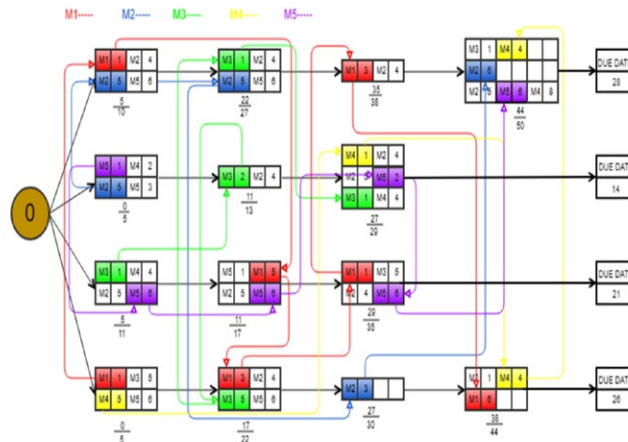 M1----- M2----- M3----- M4----- M5-----
M1 1 M2 4
M2 5 M5 6
5
10
M3 1 M2 4
M2 5 M5 6
22
27
M1 3 M2 4
35
38
M3 1 M4 4
M2 6
M2 5 M5 6 M4 8
44
50
DUE DATE
28
M5 1 M4 2
M2 5 M5 3
0
5
M3 2 M2 4
11
13
M4 1 M2 4
5 M5 2
M3 1
27
29
DUE DATE
14
M3 1 M4 4
M2 5 M5 6
5
11
M5 1 M1 5
M2 5 M5 6
11
17
M1 1 M3 5
M2 4 M5 6
29
35
DUE DATE
21
0
M1 1 M3 5
M4 5 M2 6
0
5
M1 3 M2 4
M3 5 M5 6
17
22
M2 3
27
30
1 M4 4
M1 6
38
44
DUE DATE
26